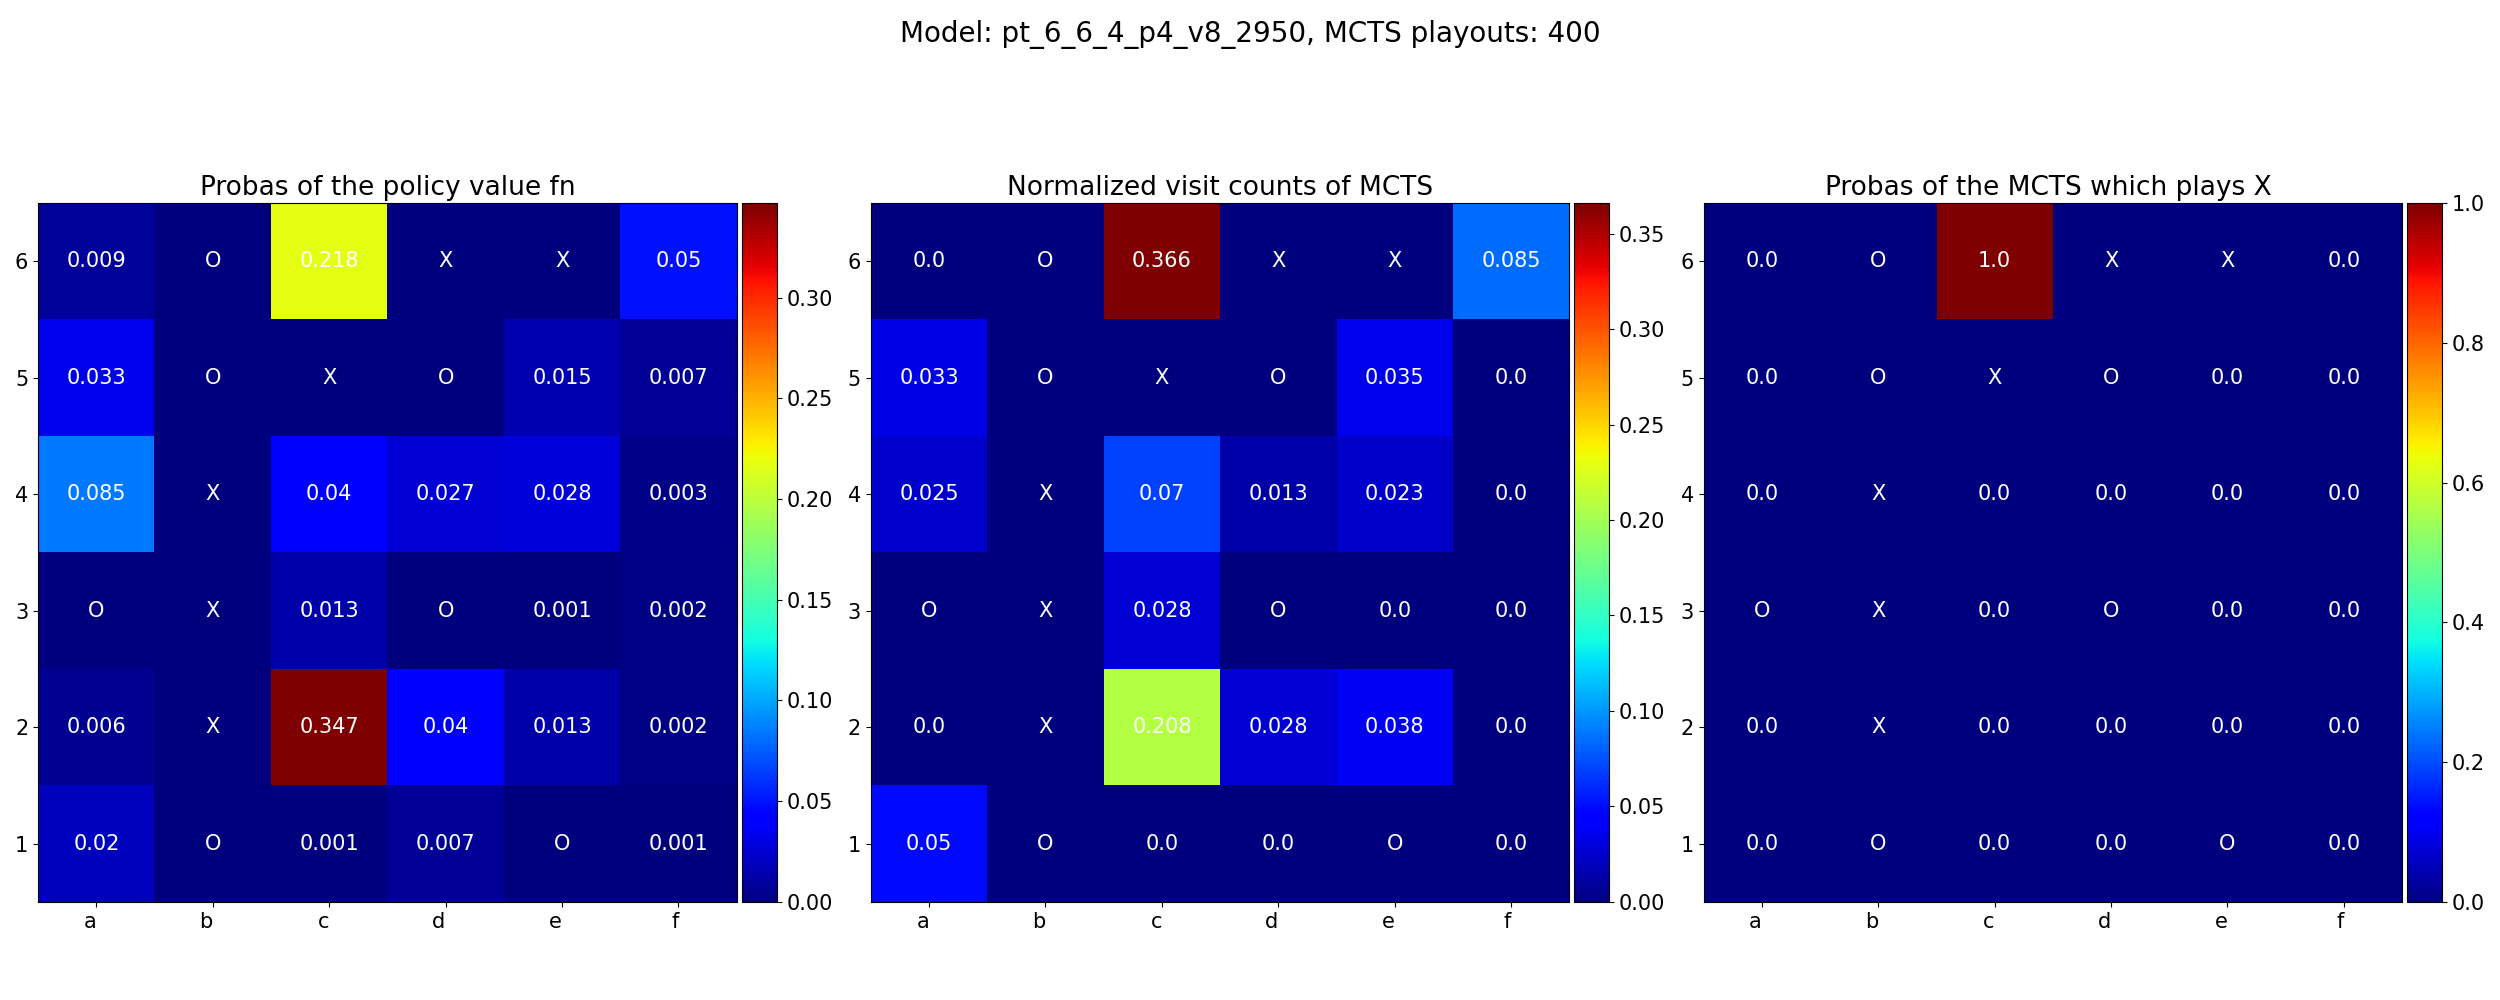 Model: pt_6_6_4_p4_v8_2950, MCTS playouts: 400
Probas of the policy value fn
6 0.009 O 0.218 X X 0.05
5 0.033 O X O 0.015 0.007
4 0.085 X 0.04 0.027 0.028 0.003
3 O X 0.013 O 0.001 0.002
2 0.006 X 0.347 0.04 0.013 0.002
1 0.02 O 0.001 0.007 O 0.001
a b c d e f
0.30
0.25
0.20
0.15
0.10
0.05
0.00
Normalized visit counts of MCTS
6 0.0 O 0.366 X X 0.085
5 0.033 O X O 0.035 0.0
4 0.025 X 0.07 0.013 0.023 0.0
3 O X 0.028 O 0.0 0.0
2 0.0 X 0.208 0.028 0.038 0.0
1 0.05 O 0.0 0.0 O 0.0
a b c d e f
0.35
0.30
0.25
0.20
0.15
0.10
0.05
0.00
Probas of the MCTS which plays X
6 0.0 O 1.0 X X 0.0
5 0.0 O X O 0.0 0.0
4 0.0 X 0.0 0.0 0.0 0.0
3 O X 0.0 O 0.0 0.0
2 0.0 X 0.0 0.0 0.0 0.0
1 0.0 O 0.0 0.0 O 0.0
a b c d e f
1.0
0.8
0.6
0.4
0.2
0.0